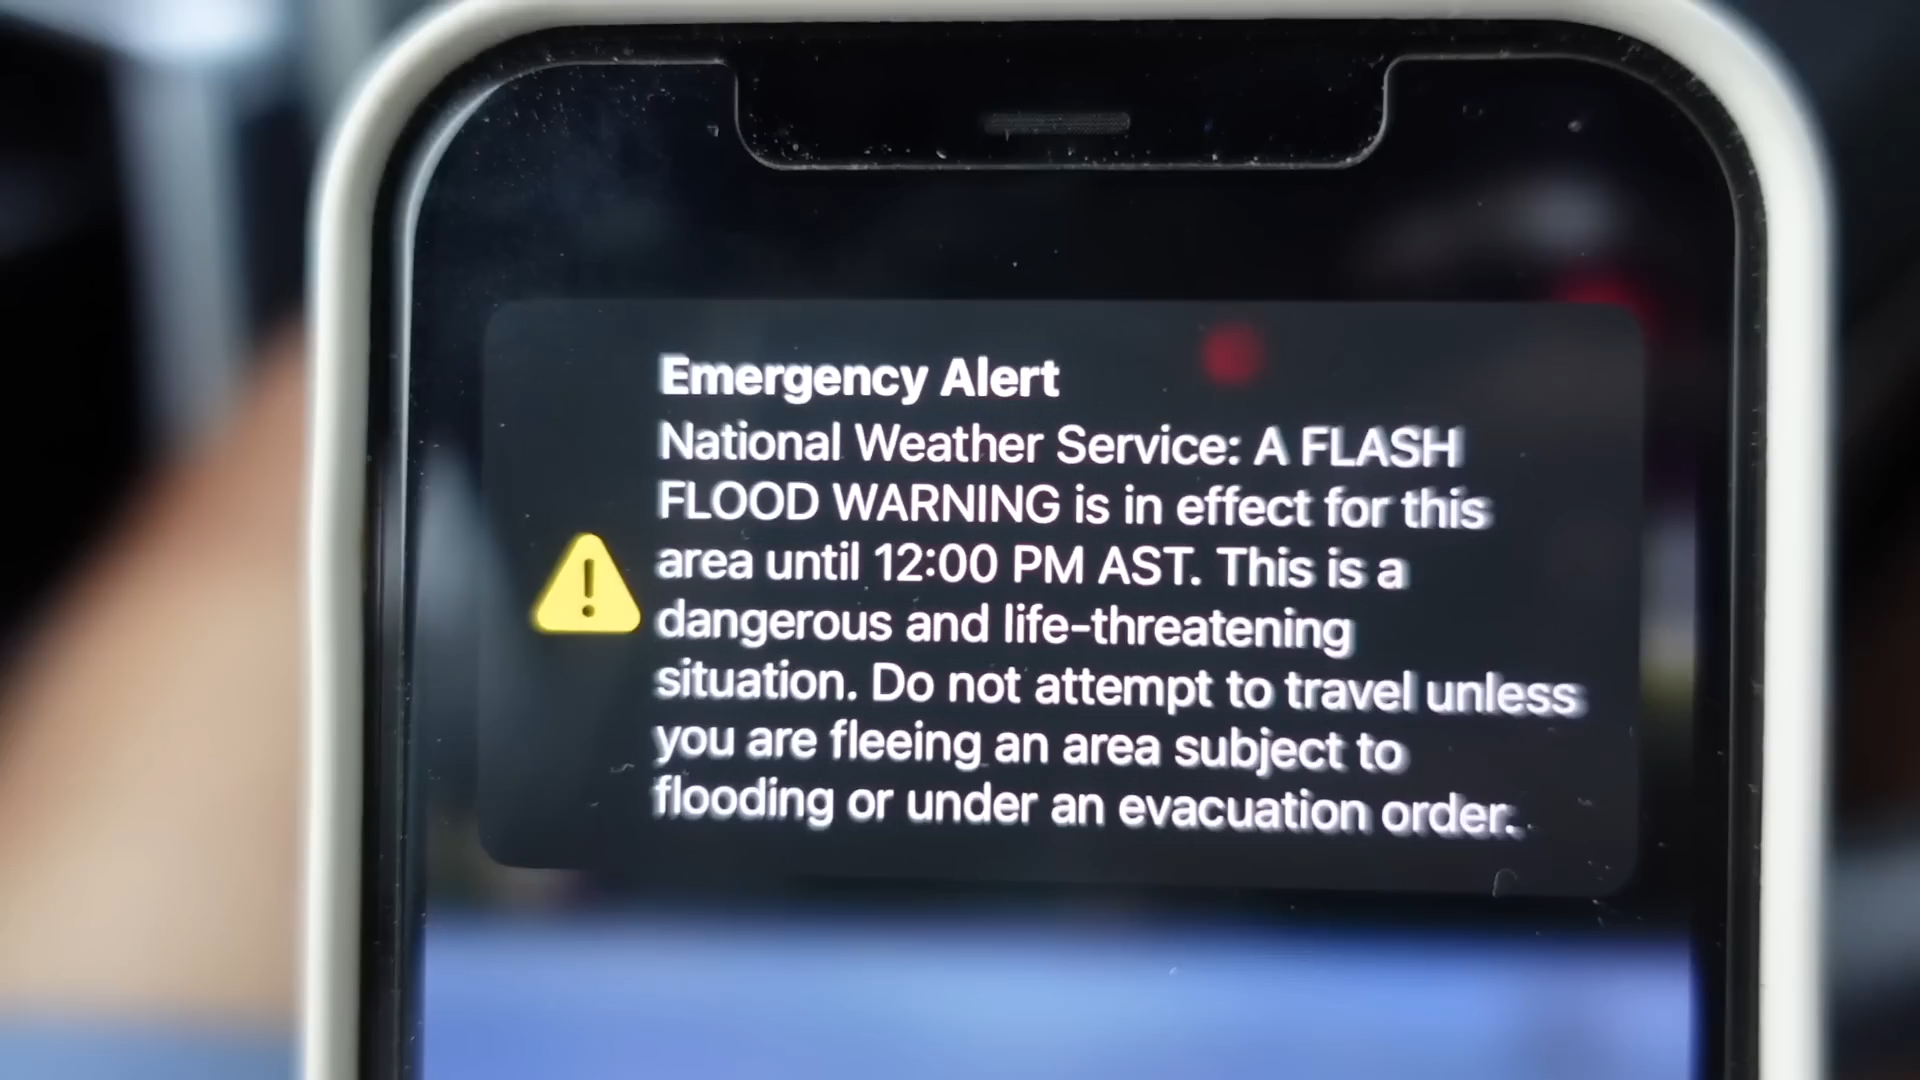 Emergency Alert
National Weather Service: A FLASH
FLOOD WARNING is in effect for this
area until 12:00 PM AST. This is a
dangerous and life-threatening
situation. Do not attempt to travel unless
you are fleeing an area subject to
flooding or under an evacuation order.